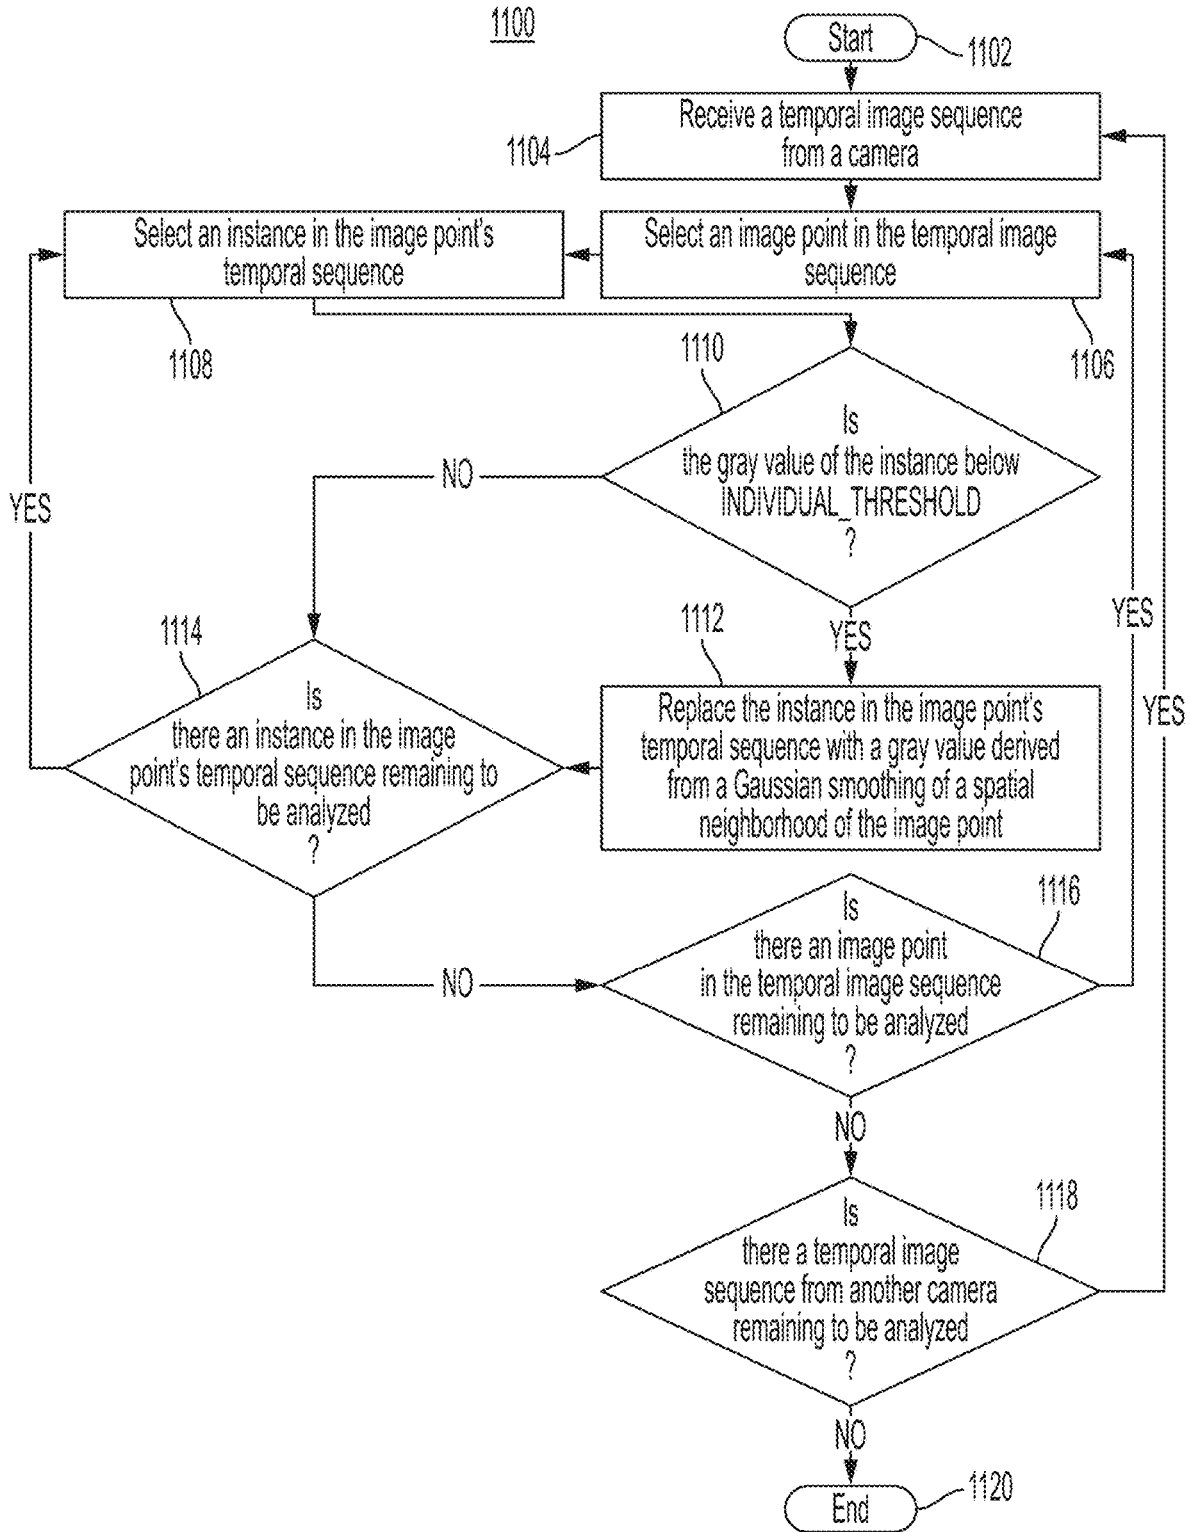 1100
Start
1102
Receive a temporal image sequence
from a camera
1104
Select an instance in the image point's
temporal sequence
1108
Select an image point in the temporal image
sequence
1106
1110
Is
the gray value of the instance below
INDIVIDUAL_THRESHOLD
?
NO
YES
YES
1112
Replace the instance in the image point's
temporal sequence with a gray value derived
from a Gaussian smoothing of a spatial
neighborhood of the image point
1114
Is
there an instance in the image
point's temporal sequence remaining to
be analyzed
?
YES
YES
NO
1116
Is
there an image point
in the temporal image sequence
remaining to be analyzed
?
NO
1118
Is
there a temporal image
sequence from another camera
remaining to be analyzed
?
NO
End
1120